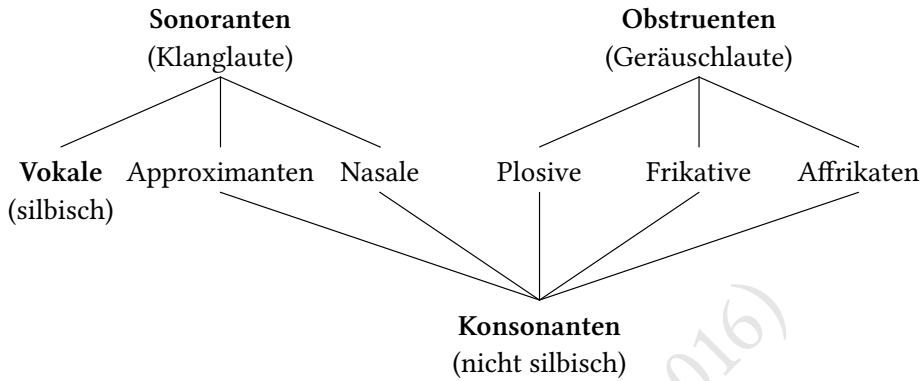 Sonoranten Obstruenten
(Klanglaute) (Geräuschlaute)
Vokale Approximanten Nasale Plosive Frikative Affrikaten
(silbisch)
Konsonanten
(nicht silbisch)